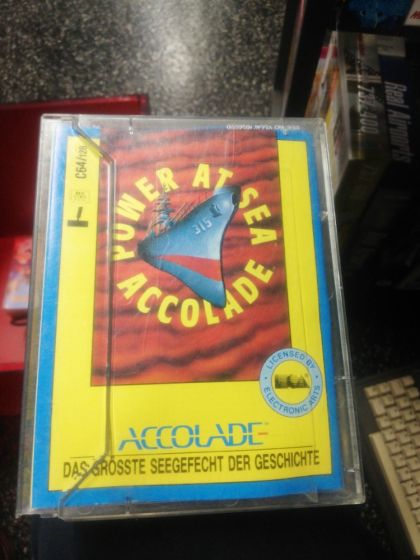 C64/128
POWER AT SEA
315
ACCOLADE
LICENSED BY
ELECTRONIC ARTS
ACCOLADE
DAS GRÖSSTE SEEGEFECHT DER GESCHICHTE